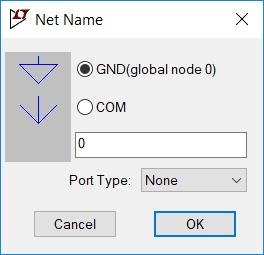 Net Name
GND(global node 0)
COM
0
Port Type: None
Cancel OK